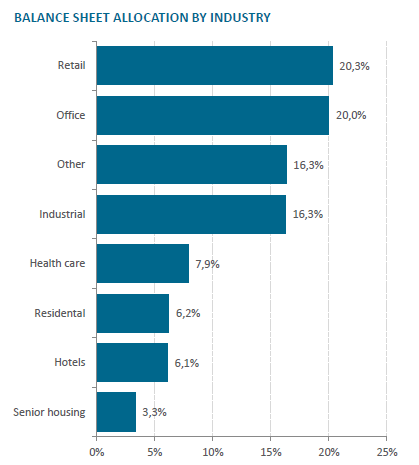 BALANCE SHEET ALLOCATION BY INDUSTRY
Retail 20,3%
Office 20,0%
Other 16,3%
Industrial 16,3%
Health care 7,9%
Residental 6,2%
Hotels 6,1%
Senior housing 3,3%
0% 5% 10% 15% 20% 25%